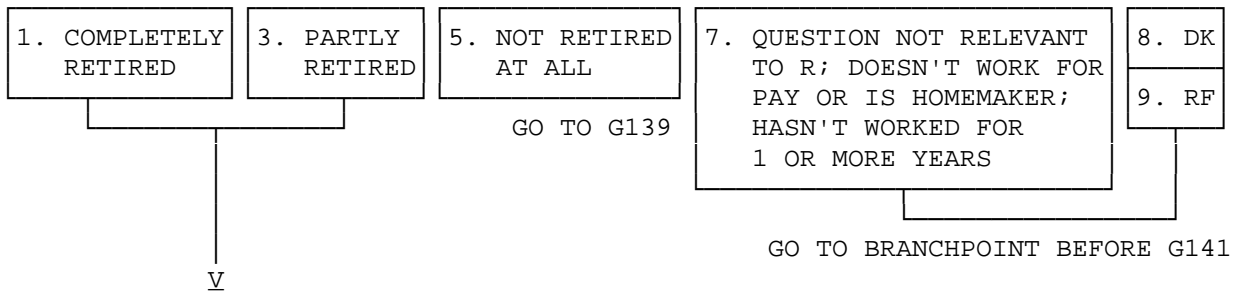 1. COMPLETELY RETIRED
3. PARTLY RETIRED
5. NOT RETIRED AT ALL
GO TO G139
7. QUESTION NOT RELEVANT
TO R; DOESN'T WORK FOR
PAY OR IS HOMEMAKER;
HASN'T WORKED FOR
1 OR MORE YEARS
8. DK
9. RF
GO TO BRANCHPOINT BEFORE G141
V